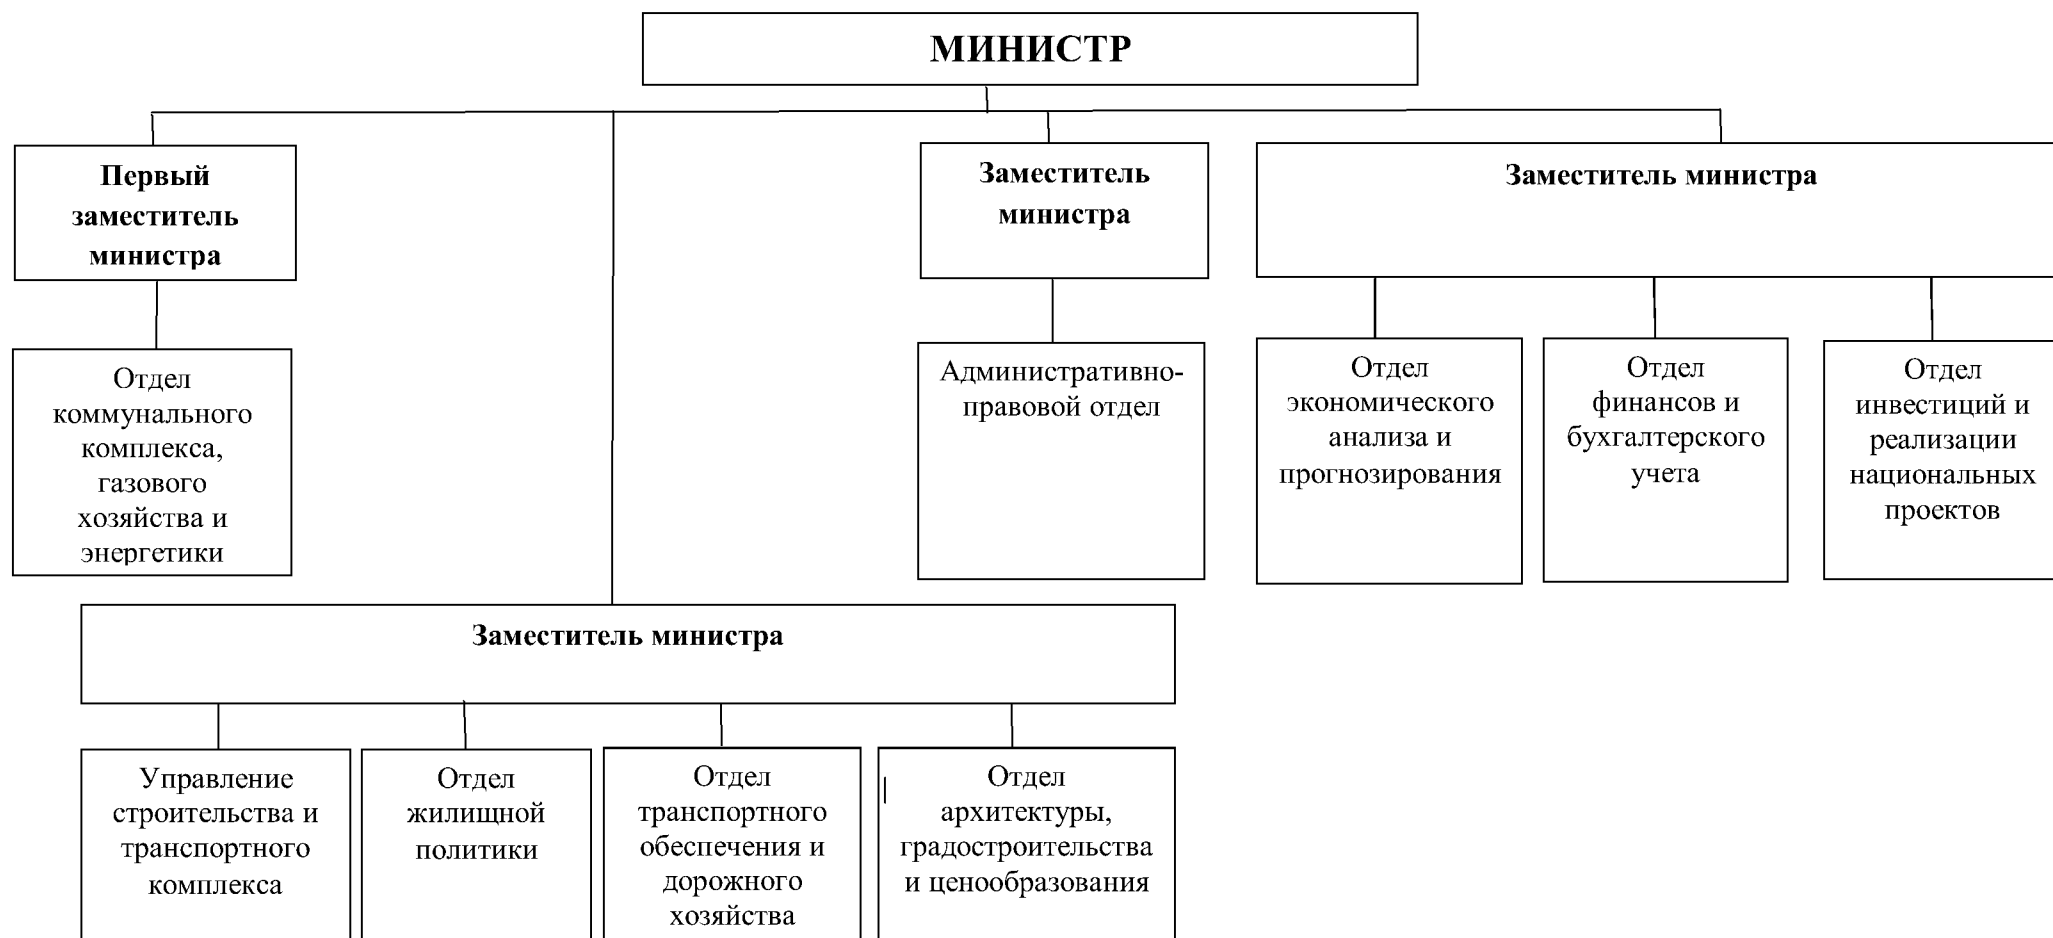 МИНИСТР
Первый
заместитель
министра
Заместитель
министра
Заместитель министра
Отдел
коммунального
комплекса,
газового
хозяйства и
энергетики
Административно-
правовой отдел
Отдел
экономического
анализа и
прогнозирования
Отдел
финансов и
бухгалтерского
учета
Отдел
инвестиций и
реализации
национальных
проектов
Заместитель министра
Управление
строительства и
транспортного
комплекса
Отдел
жилищной
политики
Отдел
транспортного
обеспечения и
дорожного
хозяйства
Отдел
архитектуры,
градостроительства
и ценообразования